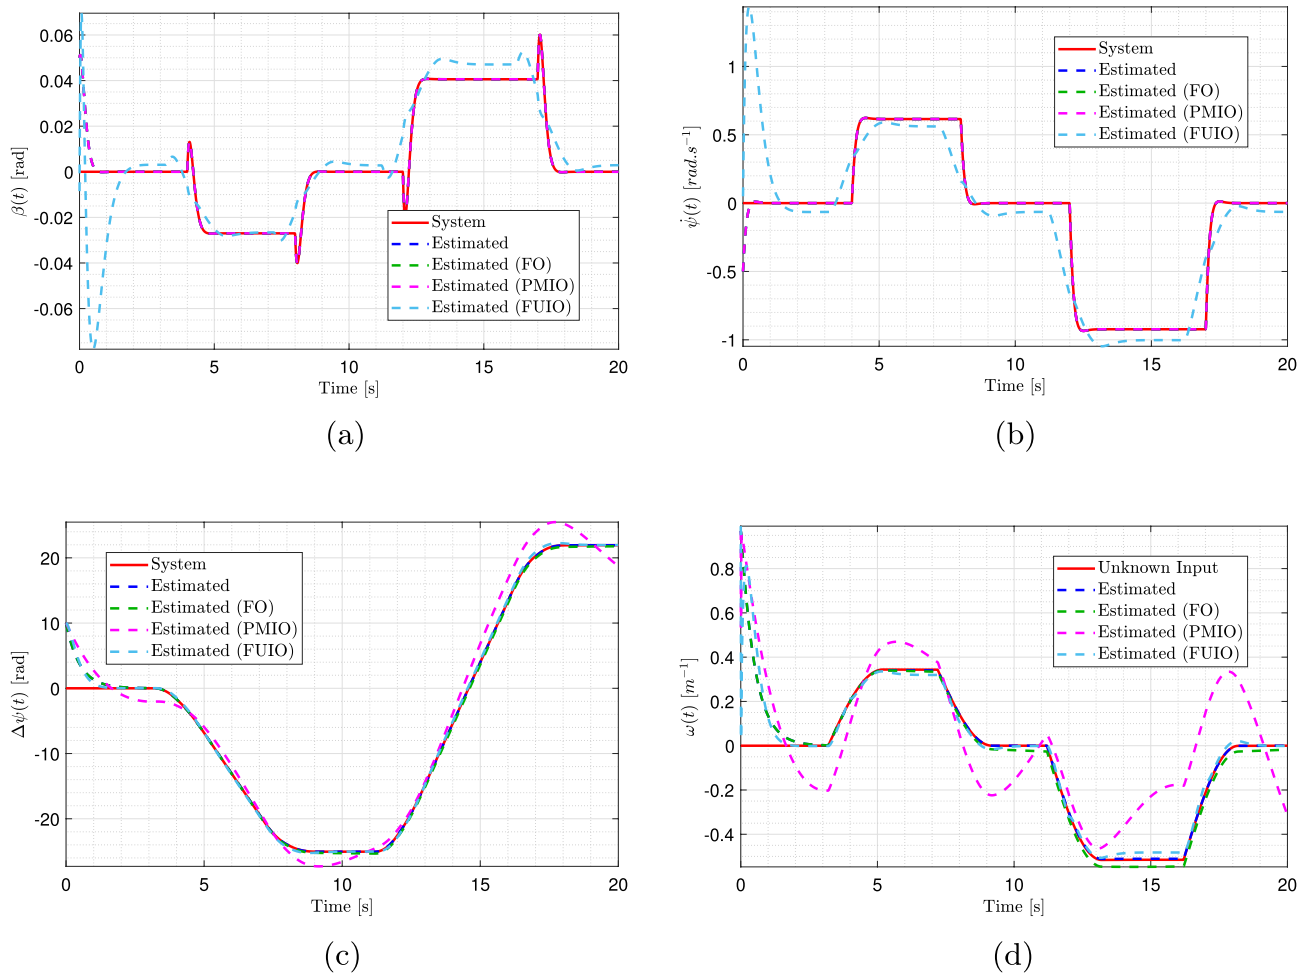 0.06
0.04
0.02
0
-0.02
-0.04
-0.06
β(t) [rad]
System
Estimated
Estimated (FO)
Estimated (PMIO)
Estimated (FUIO)
0 5 10 15 20
Time [s]
(a)
1
0.5
0
-0.5
-1
ψ̇(t) [rad.s⁻¹]
System
Estimated
Estimated (FO)
Estimated (PMIO)
Estimated (FUIO)
0 5 10 15 20
Time [s]
(b)
20
10
0
-10
-20
Δψ(t) [rad]
System
Estimated
Estimated (FO)
Estimated (PMIO)
Estimated (FUIO)
0 5 10 15 20
Time [s]
(c)
0.8
0.6
0.4
0.2
0
-0.2
-0.4
ω(t) [m⁻¹]
Unknown Input
Estimated
Estimated (FO)
Estimated (PMIO)
Estimated (FUIO)
0 5 10 15 20
Time [s]
(d)